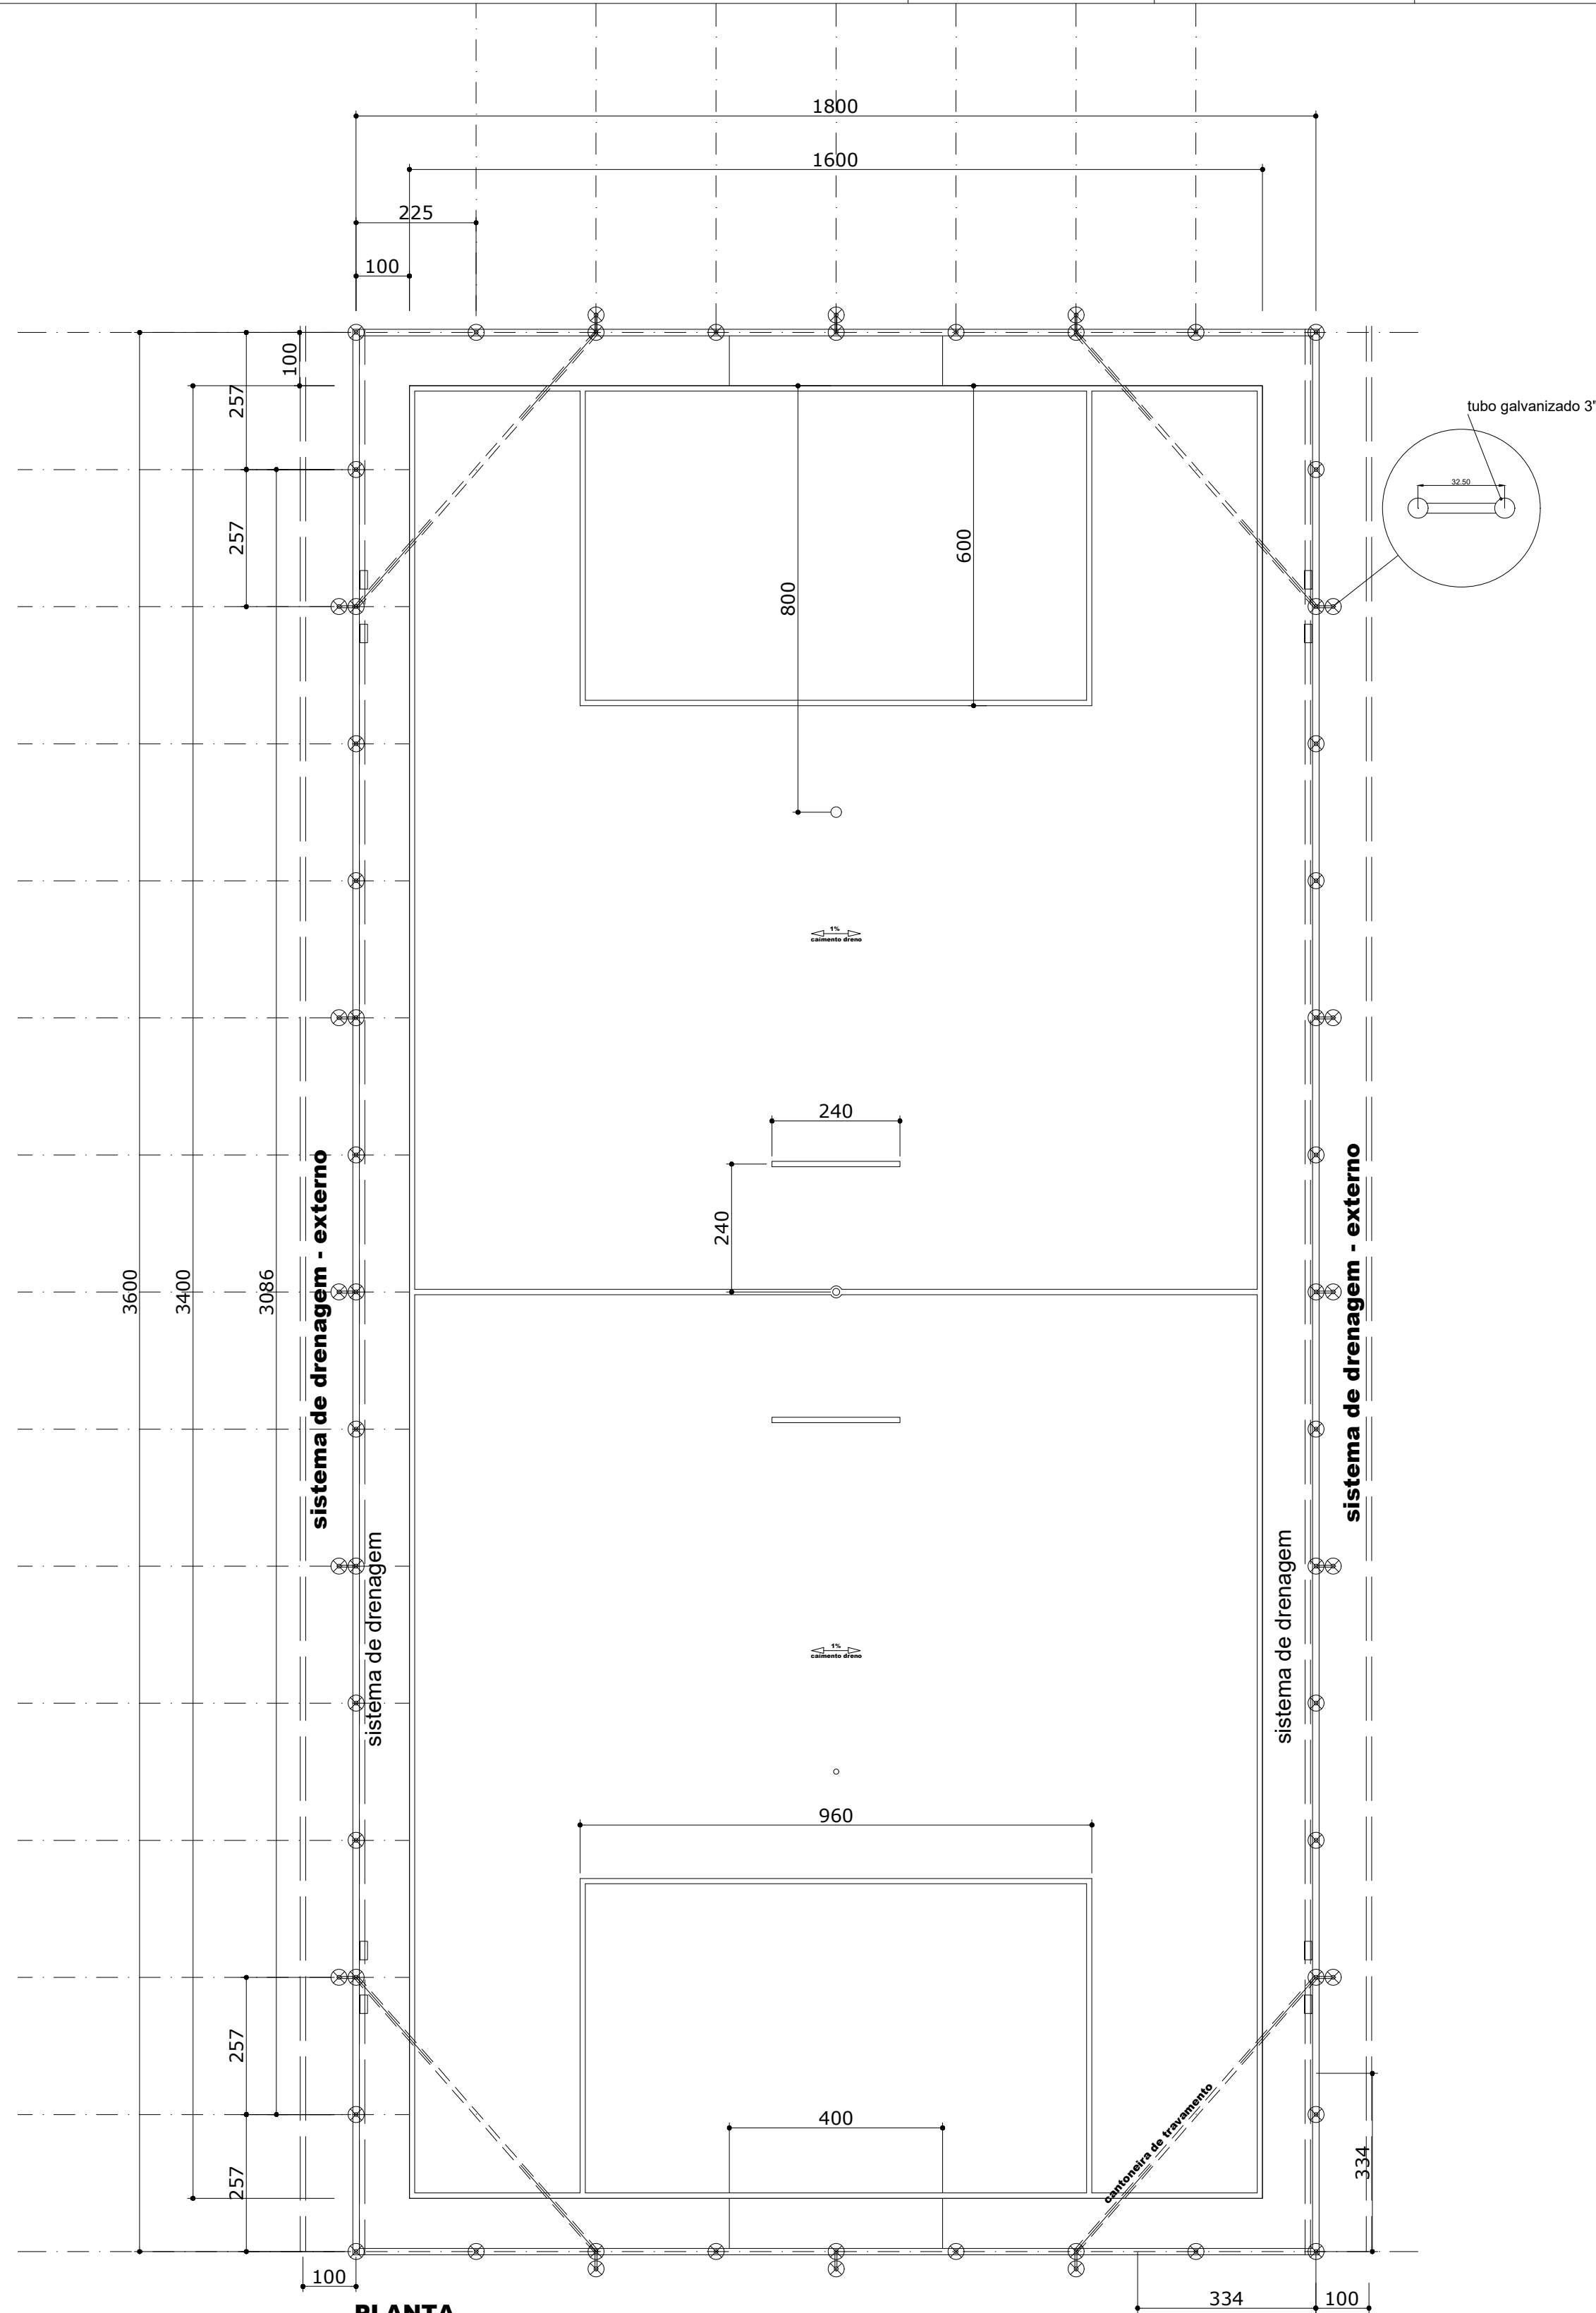 1800
1600
225
100
100
257
tubo galvanizado 3"
32.50
257
600
800
1%
caimento dreno
240
240
sistema de drenagem - externo
sistema de drenagem - externo
3600
3400
3086
sistema de drenagem
sistema de drenagem
1%
caimento dreno
960
257
cantoneira de travamento
400
334
257
100
334
100
PLANTA